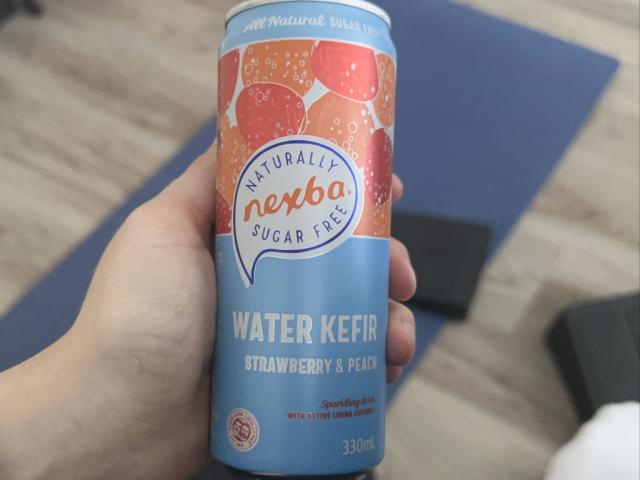 All Natural SUGAR FREE
NATURALLY
nexba.
SUGAR FREE
WATER KEFIR
STRAWBERRY & PEACH
Sparkling drink
WITH ACTIVE LIVING CULTURES
330mL